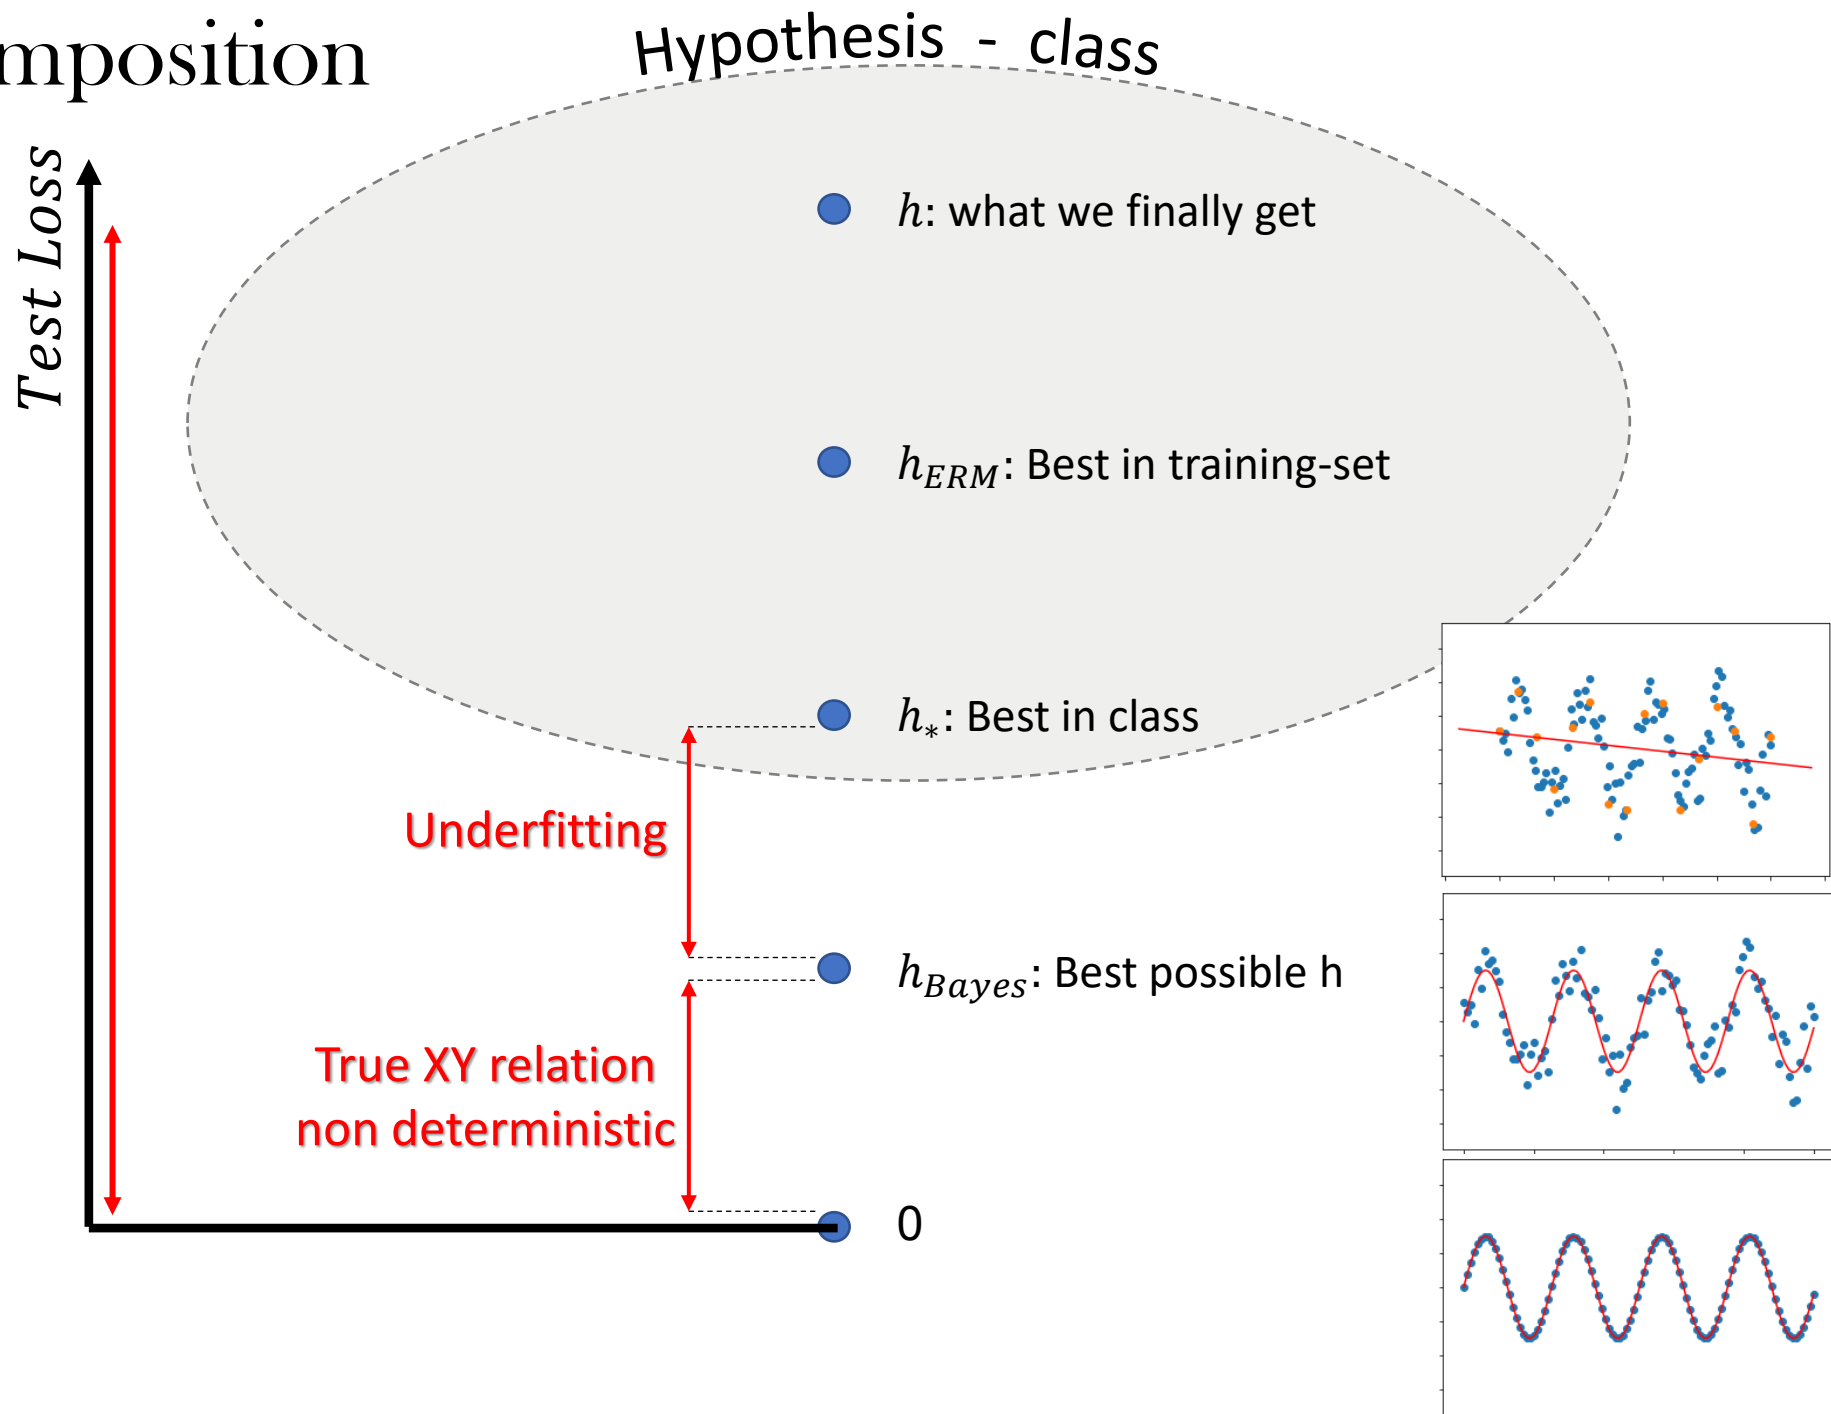 mposition
Hypothesis - class
Test Loss
h: what we finally get
h_ERM: Best in training-set
h_*: Best in class
Underfitting
h_Bayes: Best possible h
True XY relation
non deterministic
0